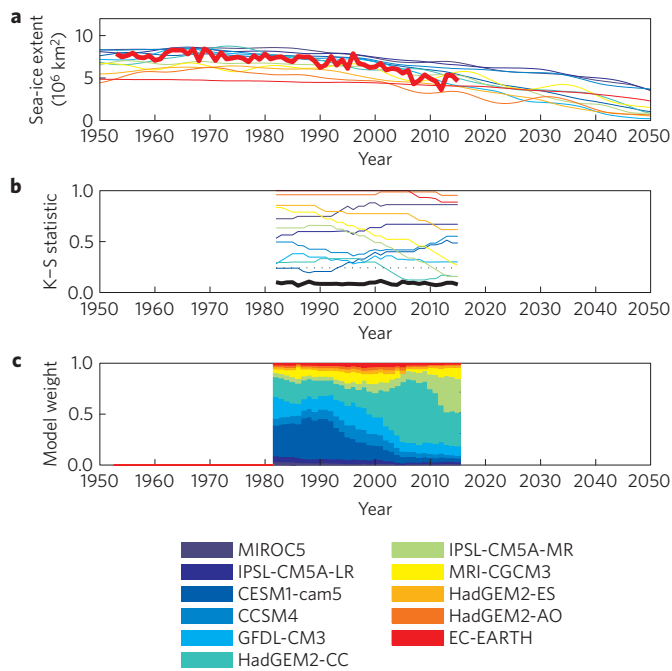 a
Sea-ice extent
(10⁶ km²)
10
5
0
1950 1960 1970 1980 1990 2000 2010 2020 2030 2040 2050
Year
b
K–S statistic
1.0
0.5
0.0
1950 1960 1970 1980 1990 2000 2010 2020 2030 2040 2050
Year
c
Model weight
1.0
0.5
0.0
1950 1960 1970 1980 1990 2000 2010 2020 2030 2040 2050
Year
MIROC5
IPSL-CM5A-LR
CESM1-cam5
CCSM4
GFDL-CM3
HadGEM2-CC
IPSL-CM5A-MR
MRI-CGCM3
HadGEM2-ES
HadGEM2-AO
EC-EARTH